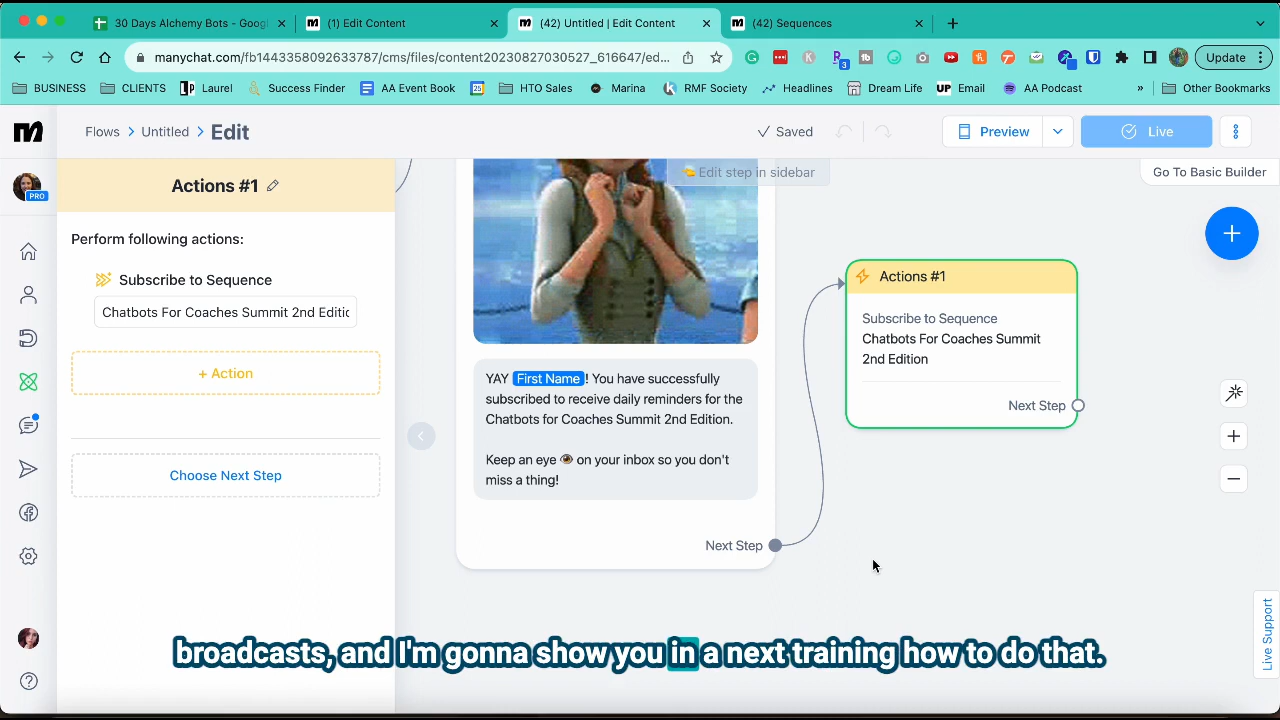 30 Days Alchemy Bots - Googl
(1) Edit Content
(42) Untitled | Edit Content
(42) Sequences
manychat.com/fb1443358092633787/cms/files/content20230827030527_616647/ed...
Update
BUSINESS
CLIENTS
Laurel
Success Finder
AA Event Book
HTO Sales
Marina
RMF Society
Headlines
Dream Life
UP Email
AA Podcast
»
Other Bookmarks
Flows > Untitled > Edit
Saved
Preview
Live
PRO
Actions #1
Edit step in sidebar
Go To Basic Builder
Perform following actions:
Subscribe to Sequence
Chatbots For Coaches Summit 2nd Editic
+ Action
Choose Next Step
YAY First Name ! You have successfully
subscribed to receive daily reminders for the
Chatbots for Coaches Summit 2nd Edition.
Keep an eye 👁 on your inbox so you don't
miss a thing!
Next Step
Actions #1
Subscribe to Sequence
Chatbots For Coaches Summit
2nd Edition
Next Step
Live Support
broadcasts, and I'm gonna show you in a next training how to do that.